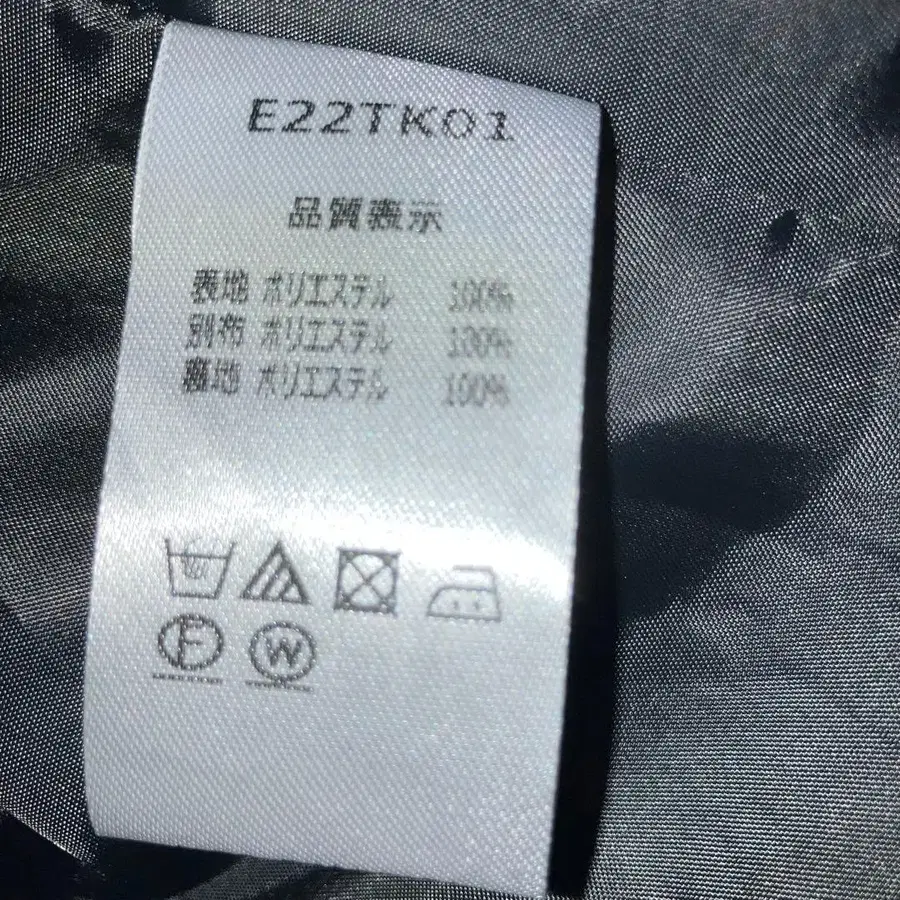 E22TK01
品質表示
表地 ポリエステル 100%
別布 ポリエステル 100%
裏地 ポリエステル 100%
F W